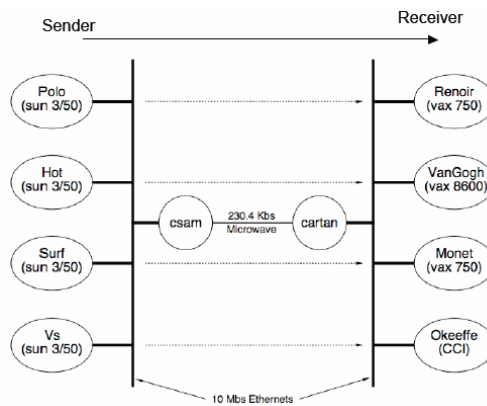 Sender
Receiver
Polo
(sun 3/50)
Renoir
(vax 750)
Hot
(sun 3/50)
VanGogh
(vax 8600)
csam
230.4 Kbs
Microwave
cartan
Surf
(sun 3/50)
Monet
(vax 750)
Vs
(sun 3/50)
Okeeffe
(CCI)
10 Mbs Ethernets